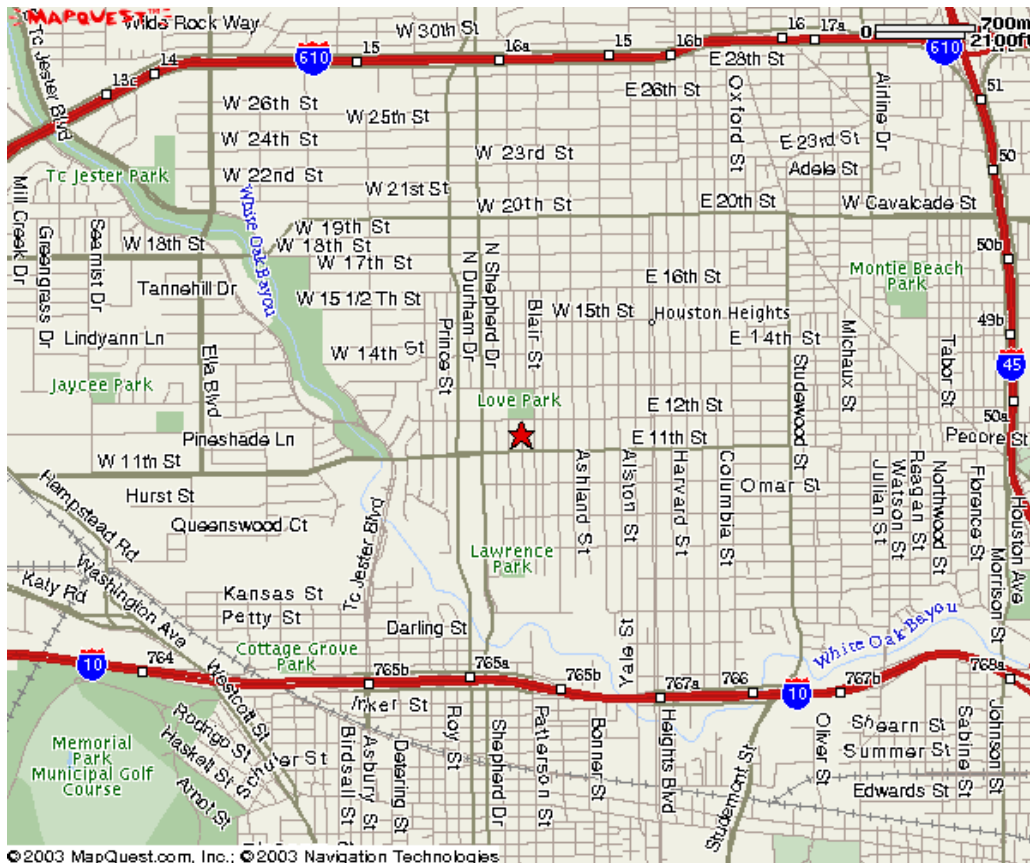 MAPQUEST
Wilde Rock Way
W 30th St
16
17a
0
700m
2100ft
610
15
16a
15
16b
E 28th St
610
14
13c
Tc Jester Blvd
W 26th St
W 25th St
E 26th St
Oxford St
Airline Dr
51
W 24th St
W 23rd St
E 23rd St
50
Tc Jester Park
W 22nd St
W 21st St
Adele St
White Oak Bayou
W 20th St
E 20th St
W Cavalcade St
Mill Creek Dr
Greengrass Dr
Seamist Dr
W 19th St
W 18th St
W 18th St
50b
W 17th St
N Durham Dr
N Shepherd Dr
E 16th St
Montie Beach
Park
Tannehill Dr
W 15 1/2 Th St
Blair St
W 15th St
Houston Heights
Prince St
Michaux St
49b
Lindyann Ln
E 14th St
Tabor St
W 14th St
Ella Blvd
Studewood St
45
Jaycee Park
Love Park
E 12th St
50a
Pineshade Ln
E 11th St
Pecore St
W 11th St
Ashland St
Alston St
Harvard St
Columbia St
Omar St
Julian St
Watson St
Reagan St
Northwood St
Florence St
Houston Ave
Hurst St
Hempstead Rd
Queenswood Ct
Tc Jester Blvd
Lawrence
Park
Morrison St
Washington Ave
Katy Rd
Kansas St
Petty St
Darling St
Yale St
White Oak Bayou
Cottage Grove
Park
10
764
765b
765a
765b
767a
766
10
767b
768a
Westcott St
Inker St
Rodrigo St
Haskell St
Schuler St
Arnot St
Birdsall St
Asbury St
Detering St
Roy St
Shepherd Dr
Patterson St
Bonner St
Heights Blvd
Studemont St
Oliver St
Shearn St
Summer St
Edwards St
Sabine St
Johnson St
Memorial
Park
Municipal Golf
Course
©2003 MapQuest.com, Inc.; ©2003 Navigation Technologies